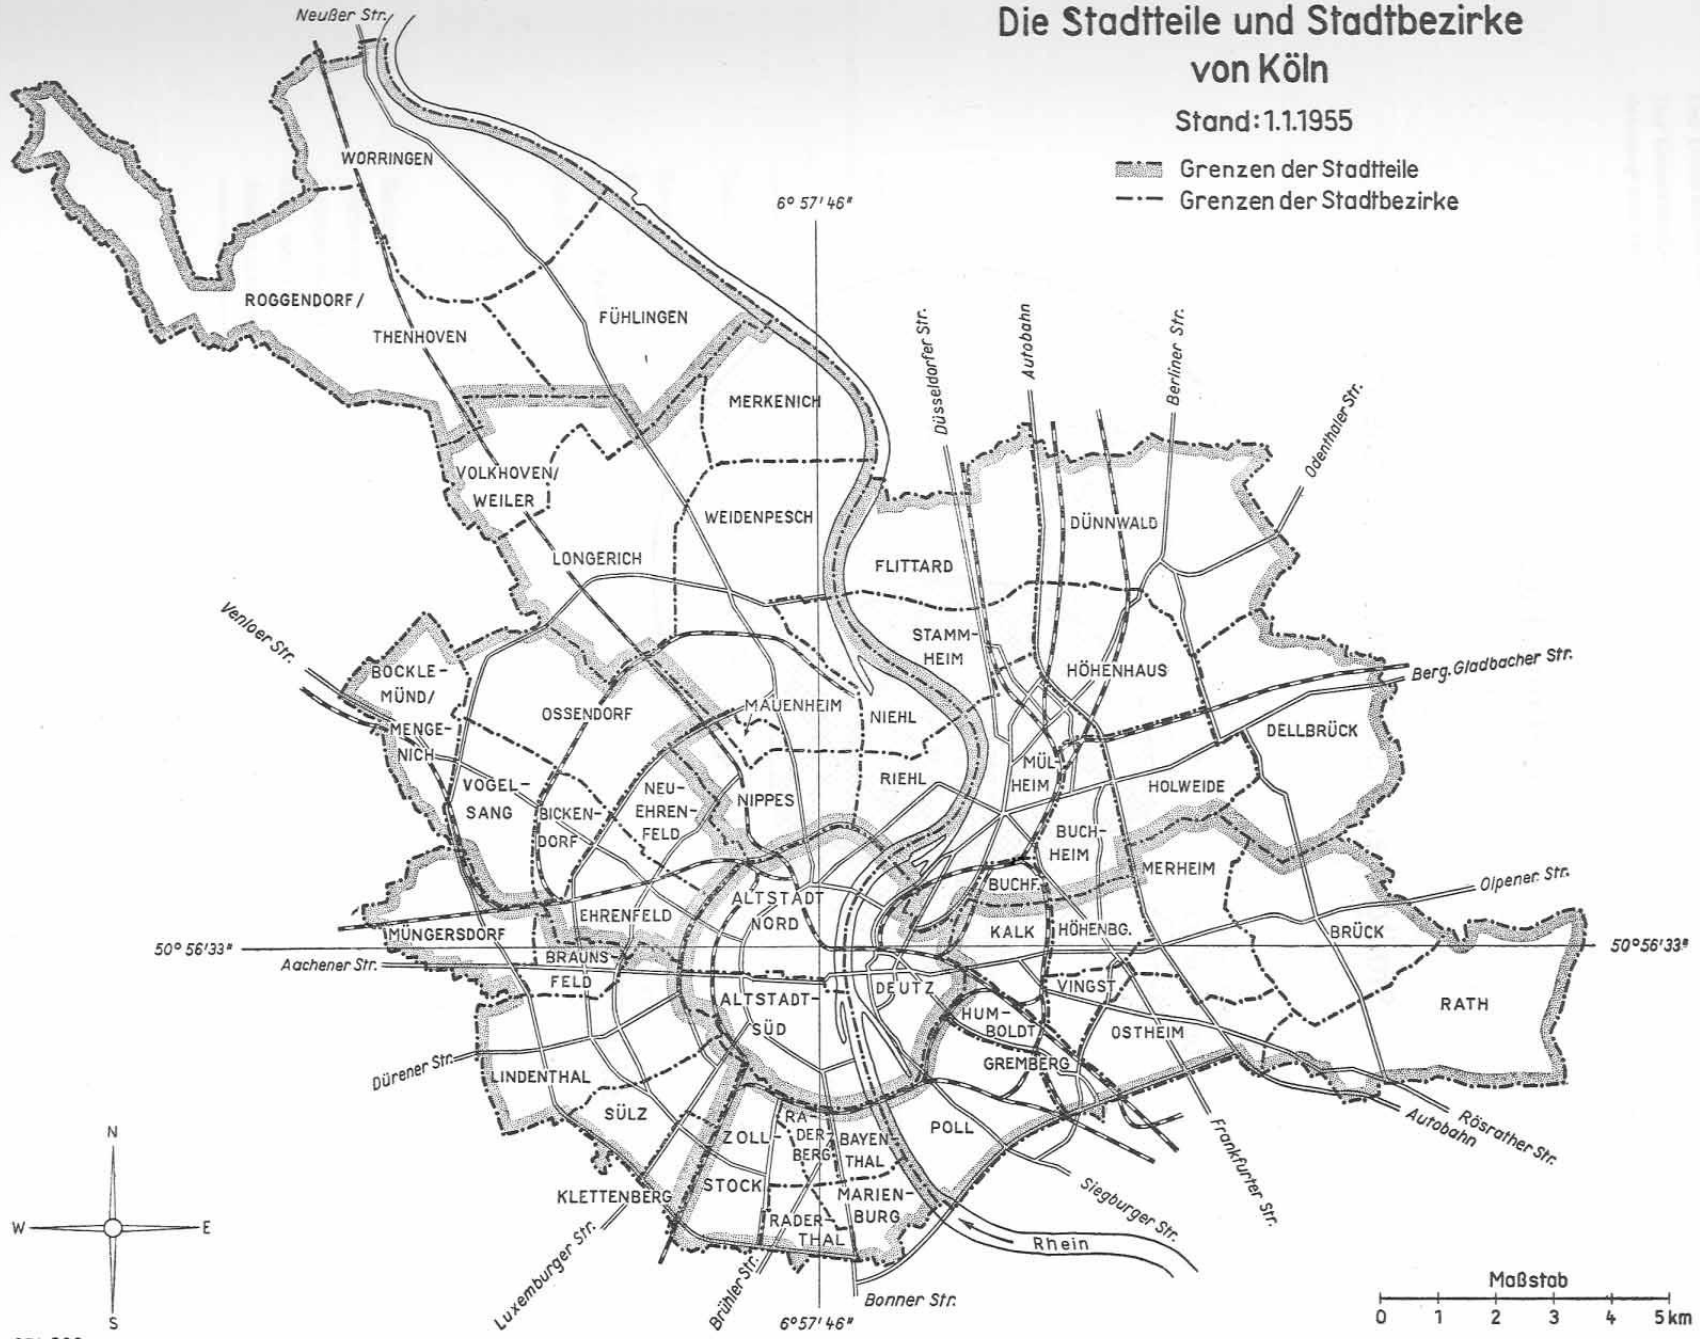 Die Stadtteile und Stadtbezirke
von Köln
Stand: 1.1.1955
Grenzen der Stadtteile
Grenzen der Stadtbezirke
Neußer Str.
WORRINGEN
6° 57' 46"
ROGGENDORF/
THENHOVEN
FÜHLINGEN
MERKENICH
Düsseldorfer Str.
Autobahn
Berliner Str.
Odenthaler Str.
VOLKHOVEN/
WEILER
WEIDENPESCH
LONGERICH
FLITTARD
DÜNNWALD
Venloer Str.
STAMM-
HEIM
HÖHENHAUS
Berg. Gladbacher Str.
BOCKLE-
MÜND/
MENGE-
NICH
OSSENDORF
MAUENHEIM
NIEHL
DELLBRÜCK
VOGEL-
SANG
BICKEN-
DORF
NEU-
EHREN-
FELD
NIPPES
RIEHL
MÜL-
HEIM
HOLWEIDE
BUCH-
HEIM
MERHEIM
BUCHF.
Olpener Str.
ALTSTADT
NORD
EHRENFELD
MÜNGERSDORF
KALK
HÖHENBG.
BRÜCK
50° 56'33"
50° 56'33"
Aachener Str.
BRAUNS-
FELD
ALTSTADT-
SÜD
DEUTZ
VINGST
RATH
HUM-
BOLDT
OSTHEIM
GREMBERG
Dürener Str.
LINDENTHAL
SÜLZ
ZOLL-
STOCK
RA-
DER-
BERG
BAYEN-
THAL
POLL
KLETTENBERG
MARIEN-
BURG
RADER-
THAL
Rösrather Str.
Autobahn
Frankfurter Str.
Siegburger Str.
Rhein
Luxemburger Str.
Brühler Str.
Bonner Str.
6° 57' 46"
N
W
E
S
Maßstab
0 1 2 3 4 5 km